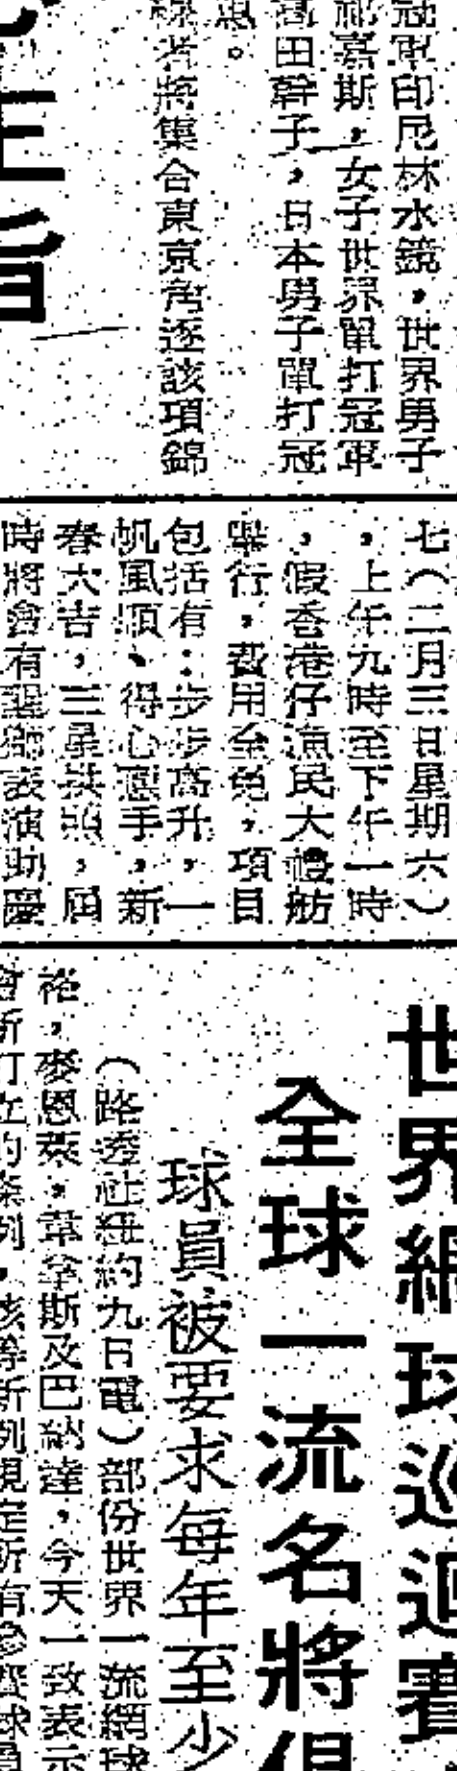 冠軍印尼林水鏡，世界男子
嘉斯，女子世界單打冠軍
高田幹子，日本男子單打冠
思。
者將集合東京角逐該項錦
主旨
七（二月三日星期六）
，上午九時至下午一時
，假香港仔漁民大禮舫
舉行，費用全免，項目
包括有：步步高升，一
帆風順、得心應手，新
春大吉，三星拱照，屆
時將會有醒獅表演助慶
世界網球巡迴賽
全球一流名將俱
球員被要求每年至少
（路透社紐約九日電）部份世界一流網球
裕，麥恩萊，韋拿斯及巴納達，今天一致表示
會新訂立的條例，該等新例規定所有參賽球員